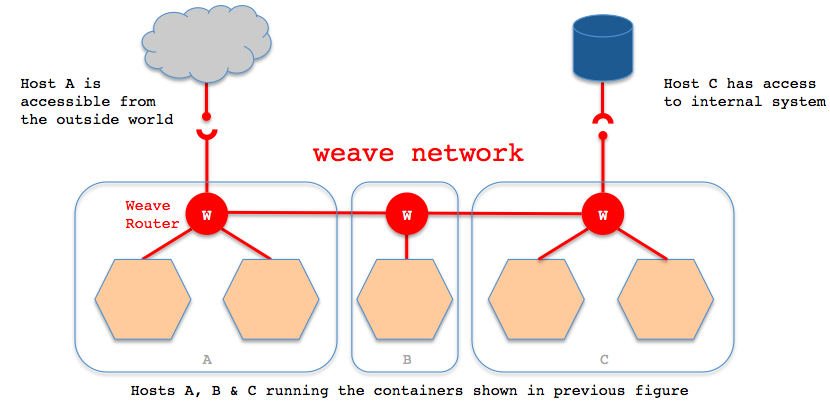 Host A is
accessible from
the outside world
Host C has access
to internal system
weave network
Weave
Router
W
W
W
A
B
C
Hosts A, B & C running the containers shown in previous figure